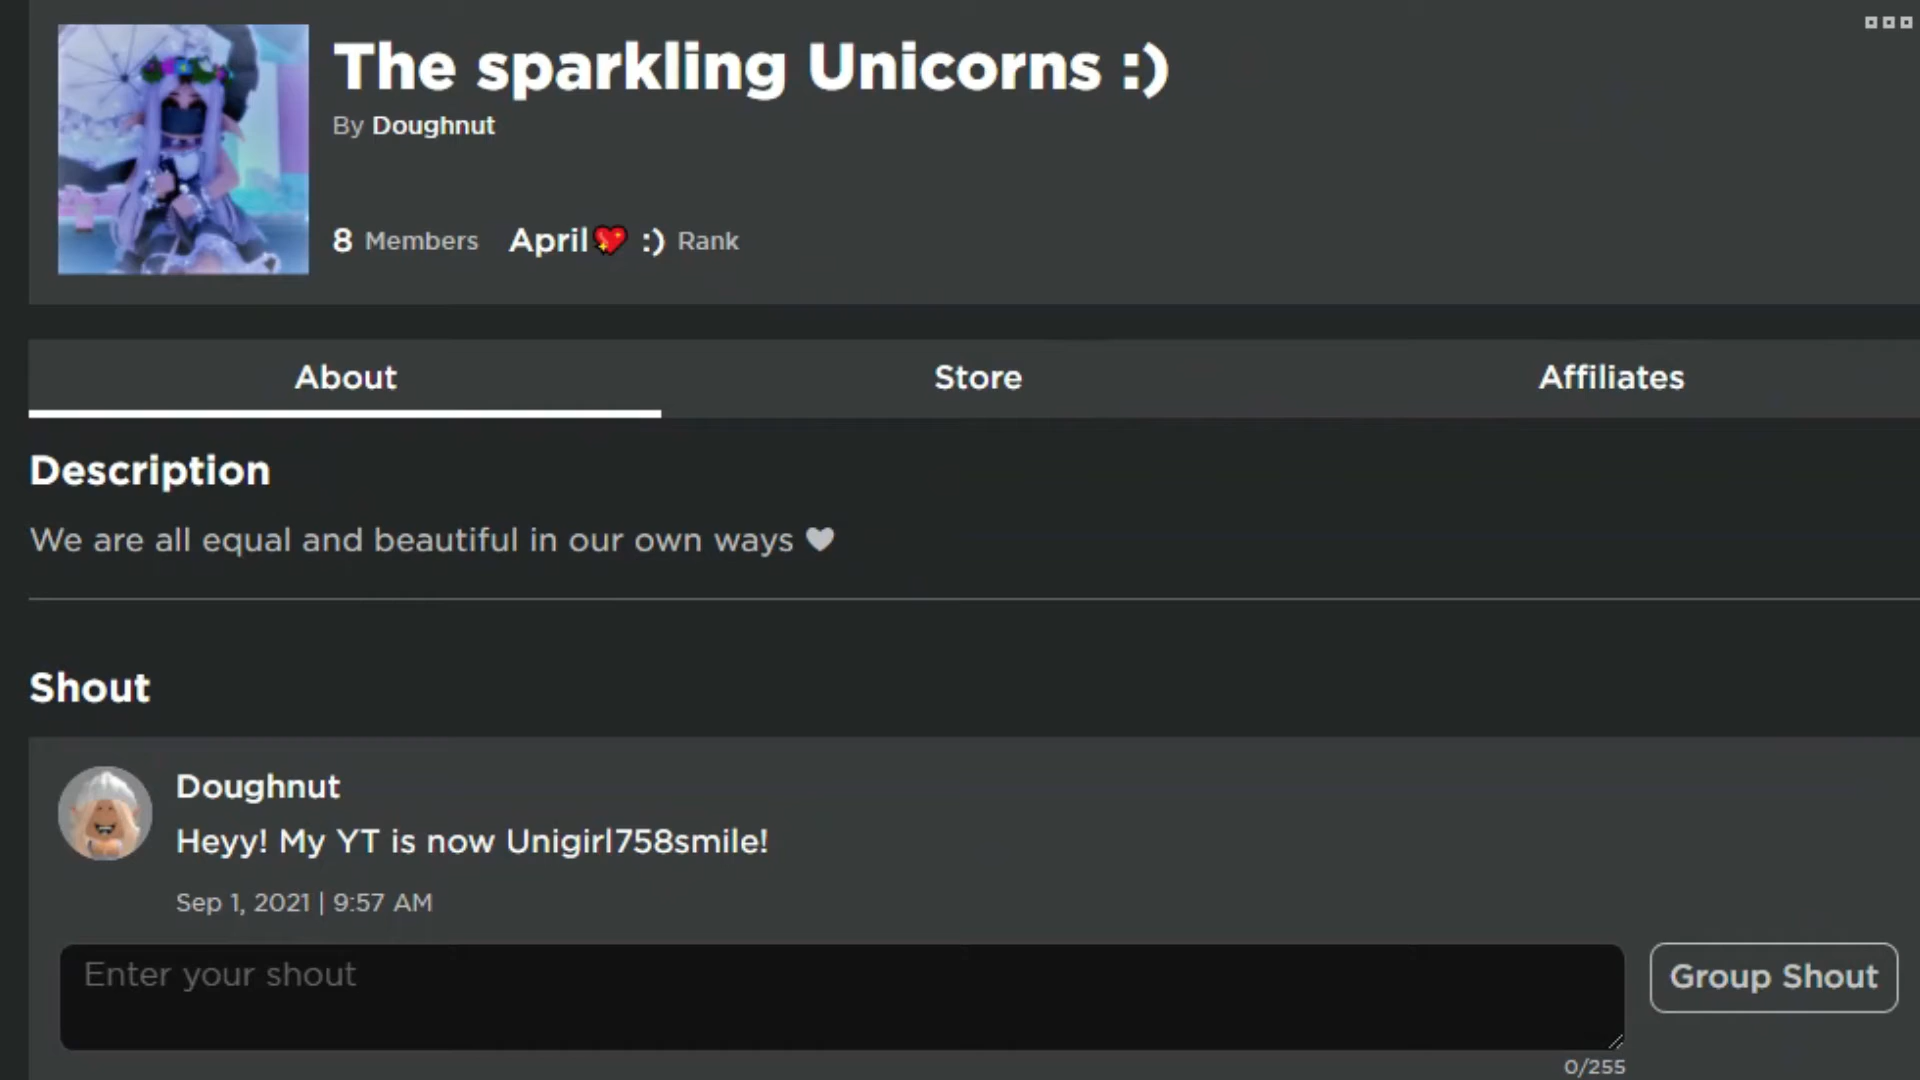 The sparkling Unicorns :)
By Doughnut
8 Members April💖 :) Rank
About Store Affiliates
Description
We are all equal and beautiful in our own ways ♥
Shout
Doughnut
Heyy! My YT is now Unigirl758smile!
Sep 1, 2021 | 9:57 AM
Enter your shout
Group Shout
0/255